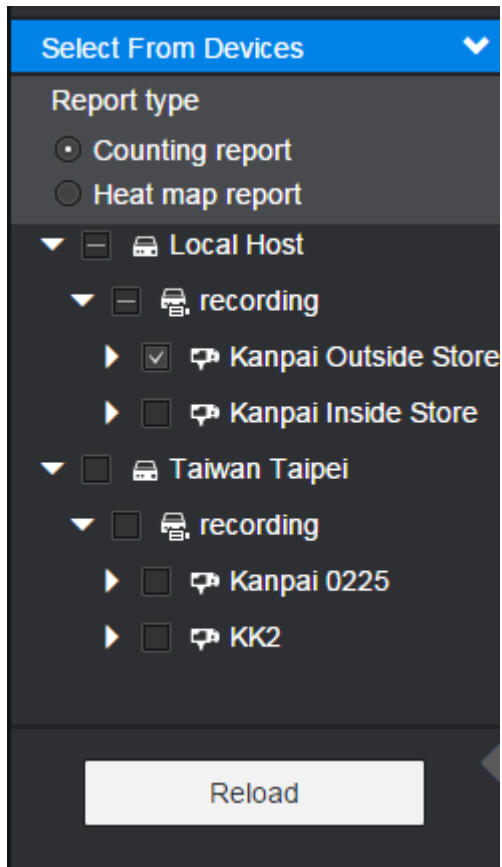 Select From Devices
Report type
Counting report
Heat map report
Local Host
recording
Kanpai Outside Store
Kanpai Inside Store
Taiwan Taipei
recording
Kanpai 0225
KK2
Reload